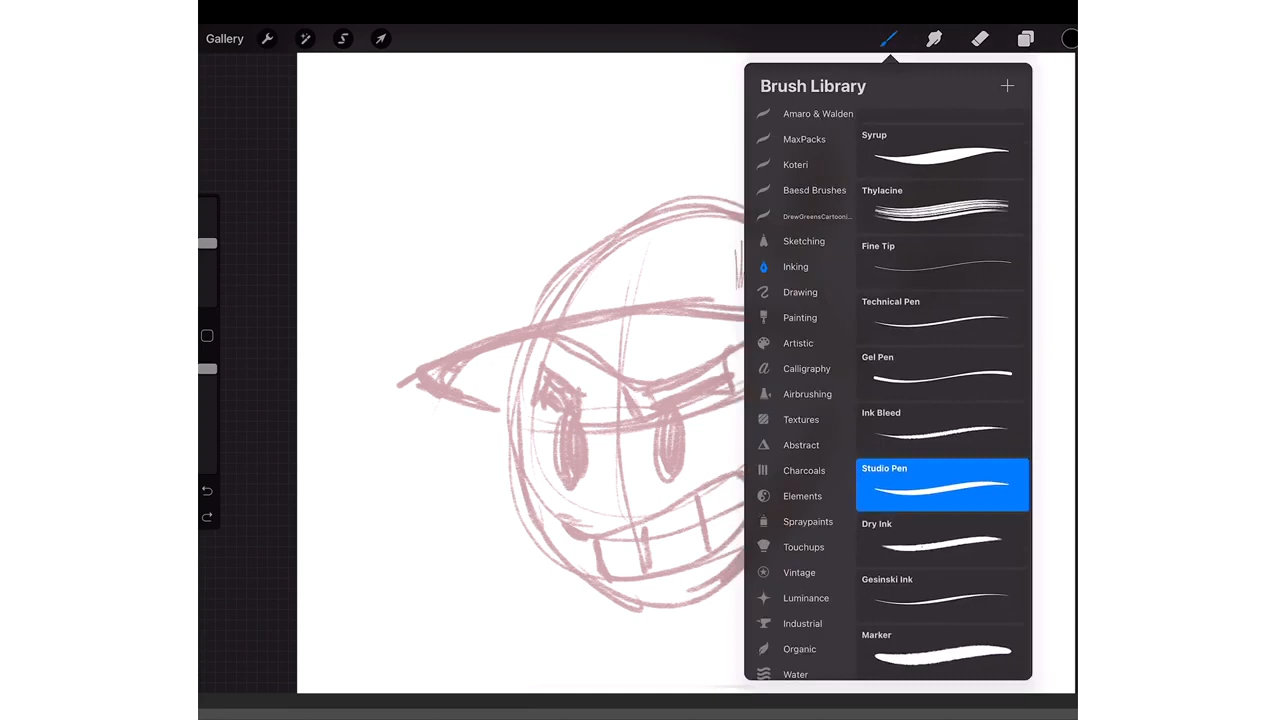 Gallery
Brush Library
Amaro & Walden
MaxPacks
Koteri
Baesd Brushes
DrewGreensCartooni...
Sketching
Inking
Drawing
Painting
Artistic
Calligraphy
Airbrushing
Textures
Abstract
Charcoals
Elements
Spraypaints
Touchups
Vintage
Luminance
Industrial
Organic
Water
Syrup
Thylacine
Fine Tip
Technical Pen
Gel Pen
Ink Bleed
Studio Pen
Dry Ink
Gesinski Ink
Marker